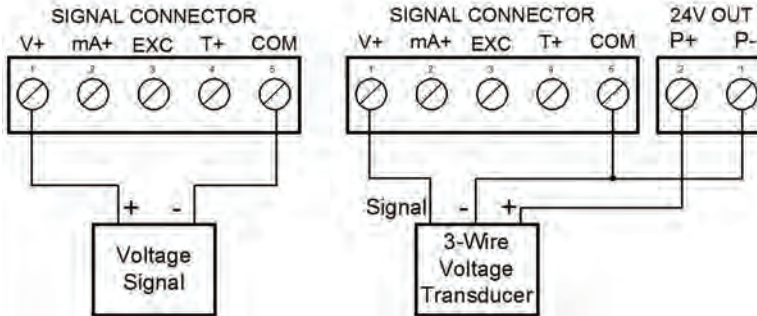 SIGNAL CONNECTOR
V+ mA+ EXC T+ COM
1 2 3 4 5
+ -
Voltage
Signal
SIGNAL CONNECTOR
V+ mA+ EXC T+ COM
1 2 3 4 5
24V OUT
P+ P-
2 1
Signal - +
3-Wire
Voltage
Transducer